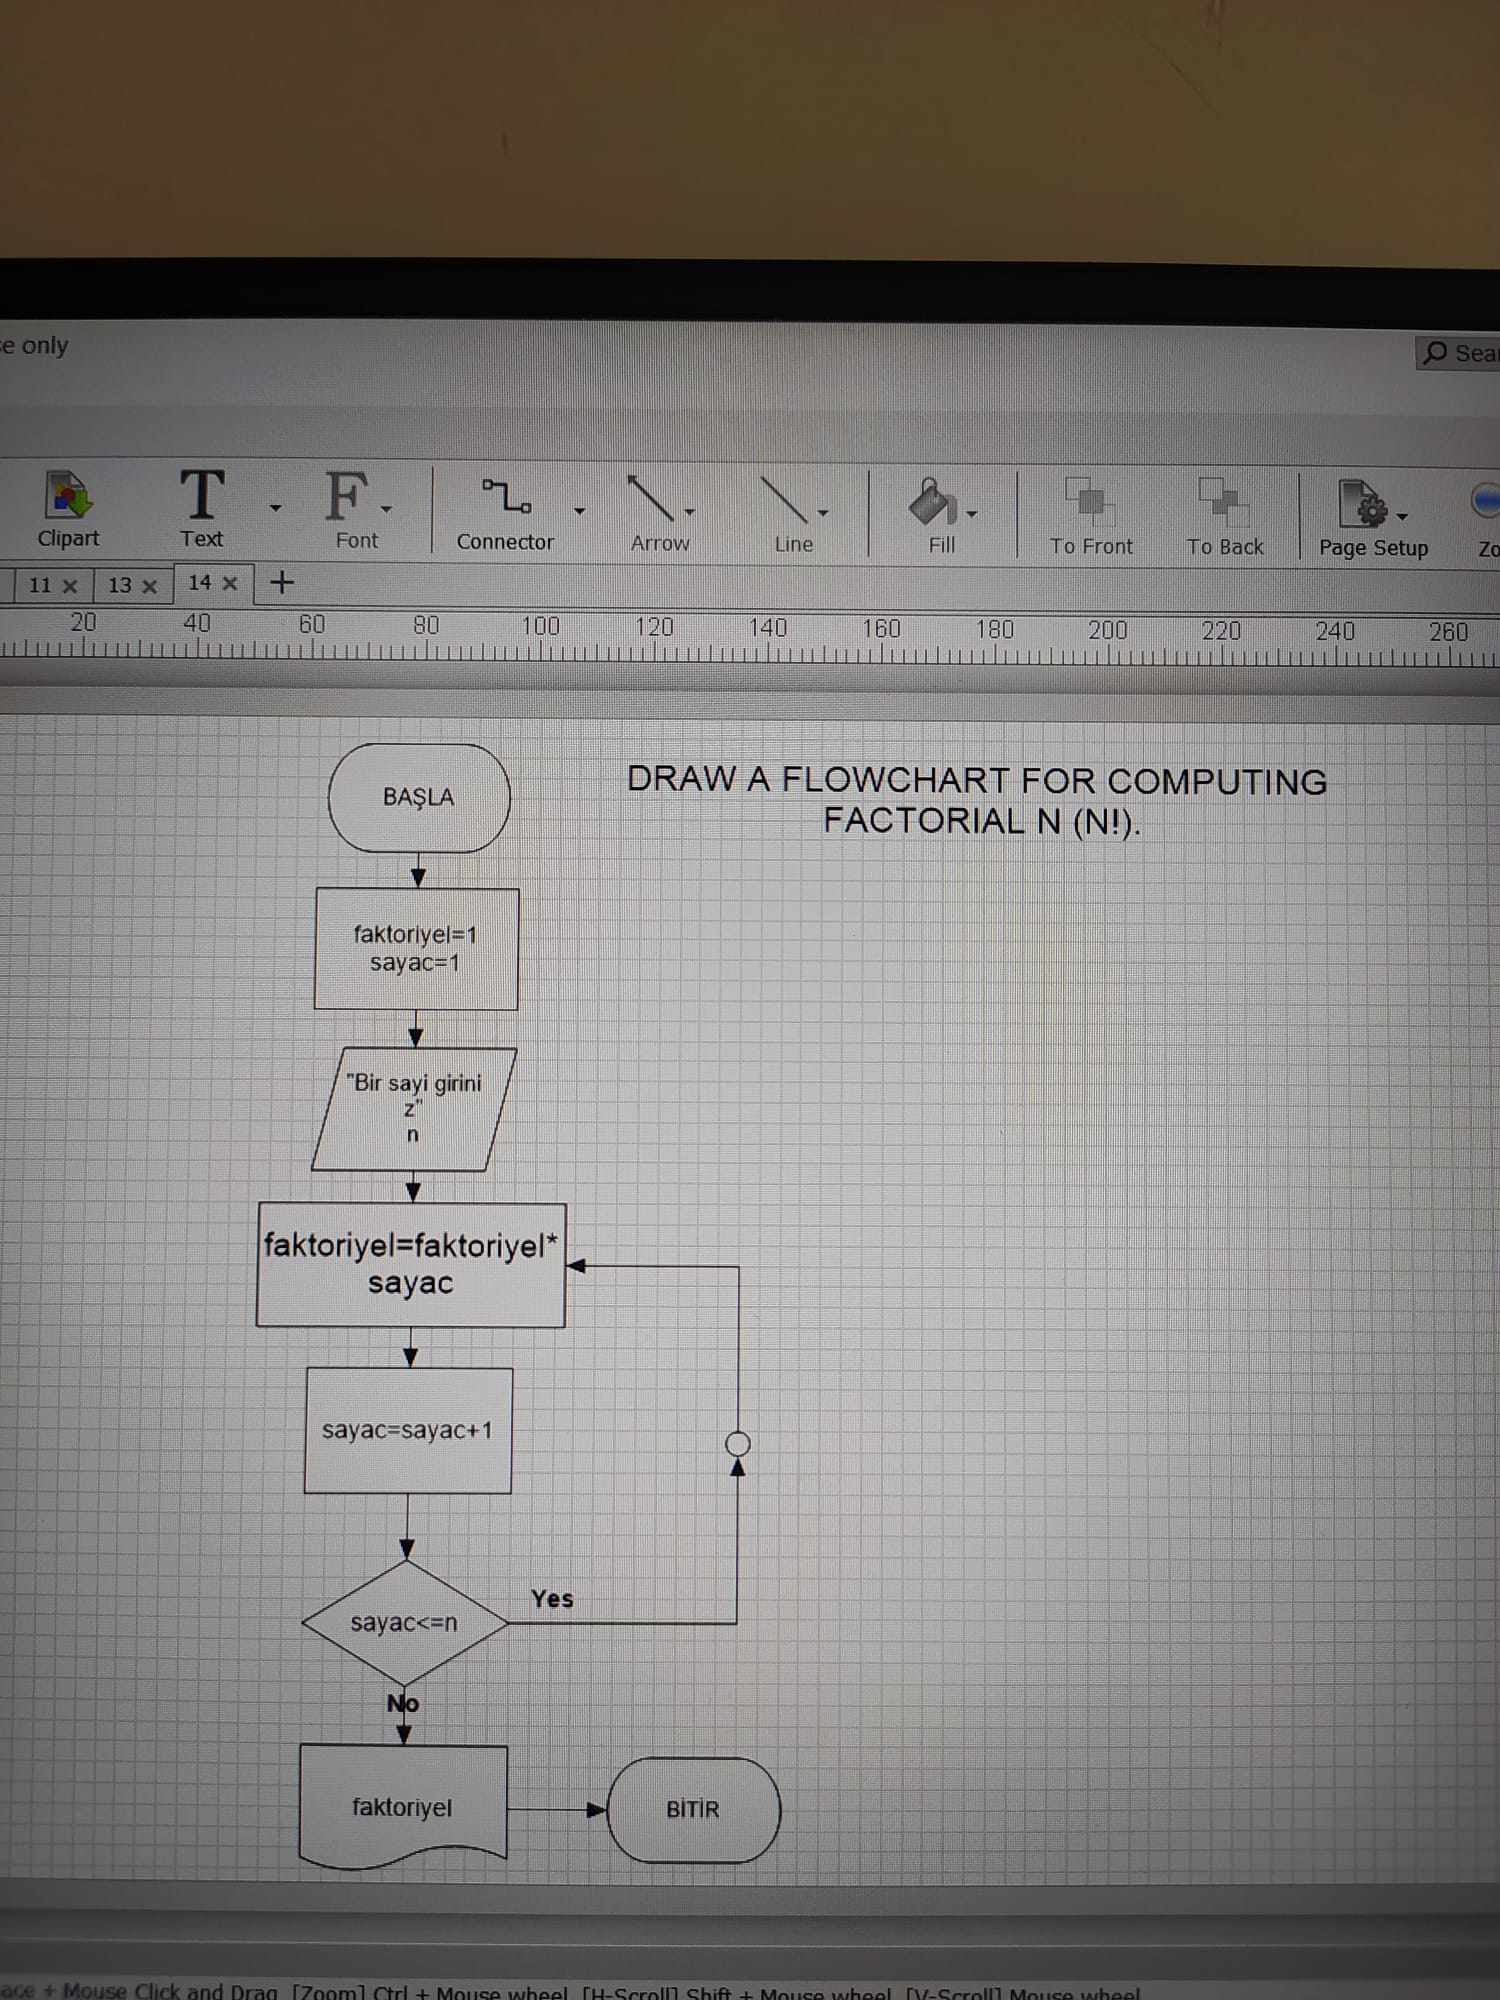 e only
Sea
Clipart
Text
Font
Connector
Arrow
Line
Fill
To Front
To Back
Page Setup
Zo
11 x 13 x 14 x +
20 40 60 80 100 120 140 160 180 200 220 240 260
BAŞLA
DRAW A FLOWCHART FOR COMPUTING
FACTORIAL N (N!).
faktoriyel=1
sayac=1
"Bir sayi girini
z"
n
faktoriyel=faktoriyel*
sayac
sayac=sayac+1
Yes
sayac<=n
No
faktoriyel
BİTİR
ace + Mouse Click and Drag [Zoom] Ctrl + Mouse wheel [H-Scroll] Shift + Mouse wheel [V-Scroll] Mouse wheel